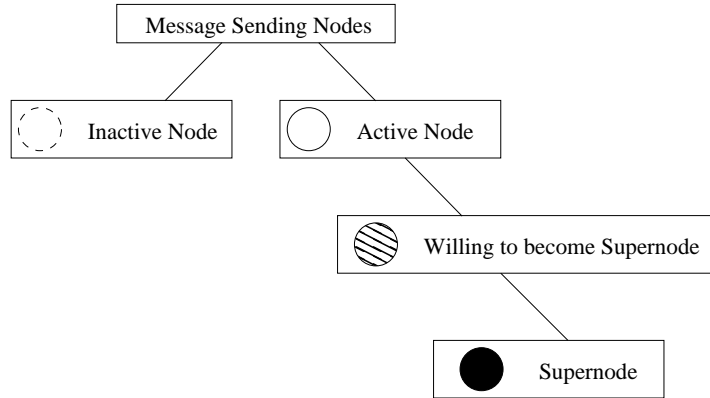 Message Sending Nodes
Inactive Node
Active Node
Willing to become Supernode
Supernode